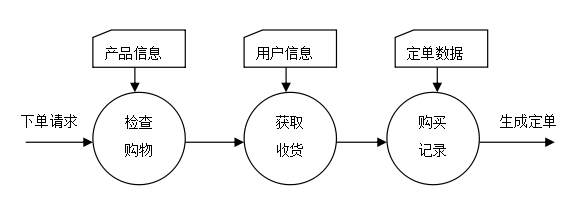 产品信息
用户信息
定单数据
下单请求
检查
购物
获取
收货
购买
记录
生成定单